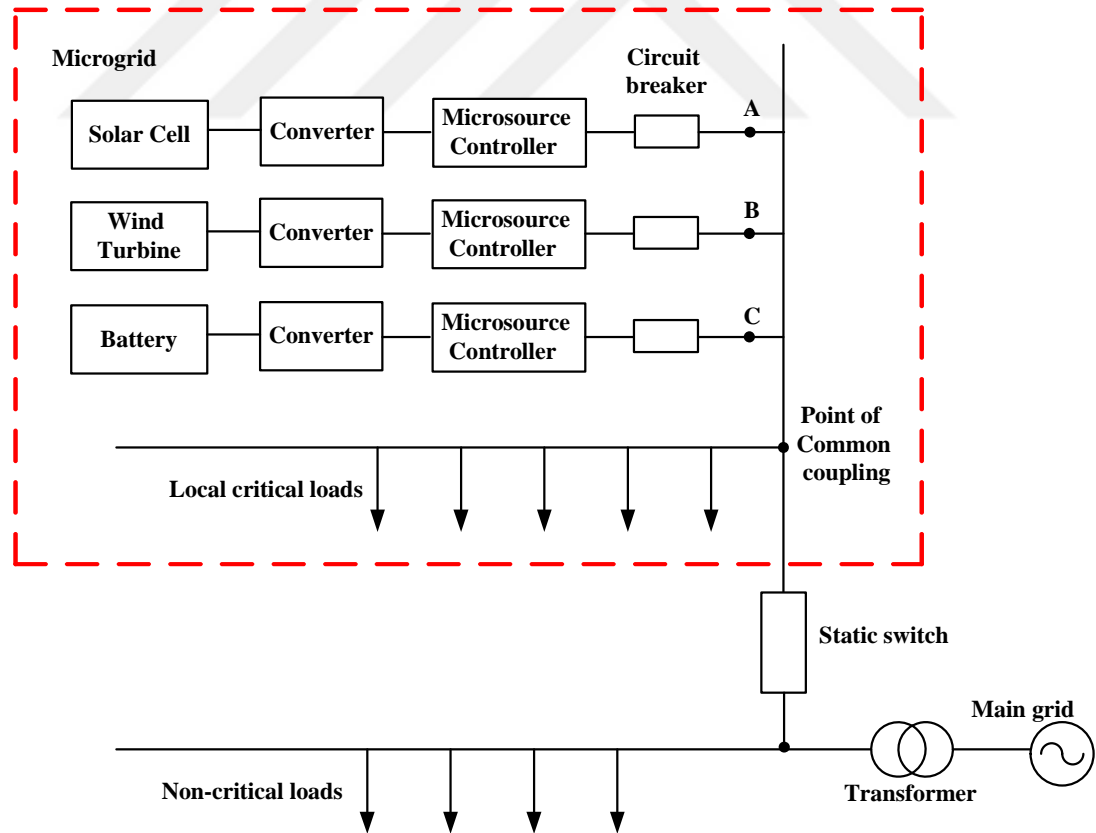 Microgrid
Circuit
breaker
Solar Cell
Converter
Microsource
Controller
A
Wind
Turbine
Converter
Microsource
Controller
B
Battery
Converter
Microsource
Controller
C
Point of
Common
coupling
Local critical loads
Static switch
Main grid
Non-critical loads
Transformer